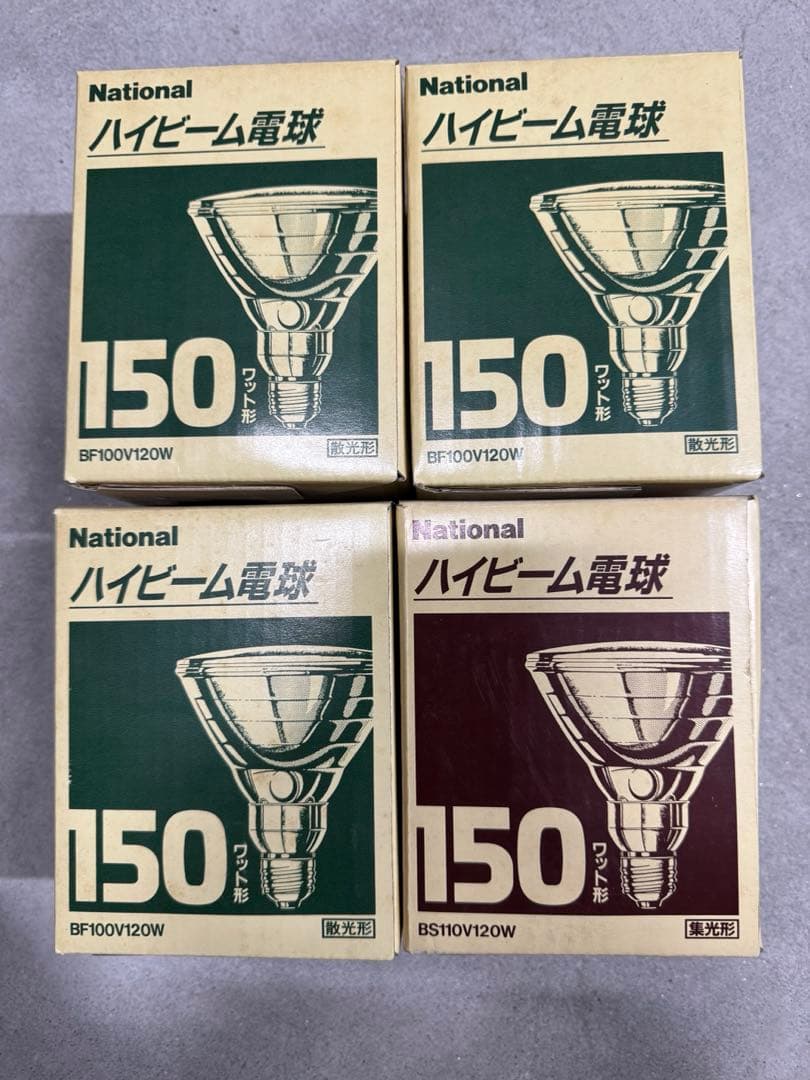 National
ハイビーム電球
150
ワット形
BF100V120W
散光形
National
ハイビーム電球
150
ワット形
BF100V120W
散光形
National
ハイビーム電球
150
ワット形
BF100V120W
散光形
National
ハイビーム電球
150
ワット形
BS110V120W
集光形